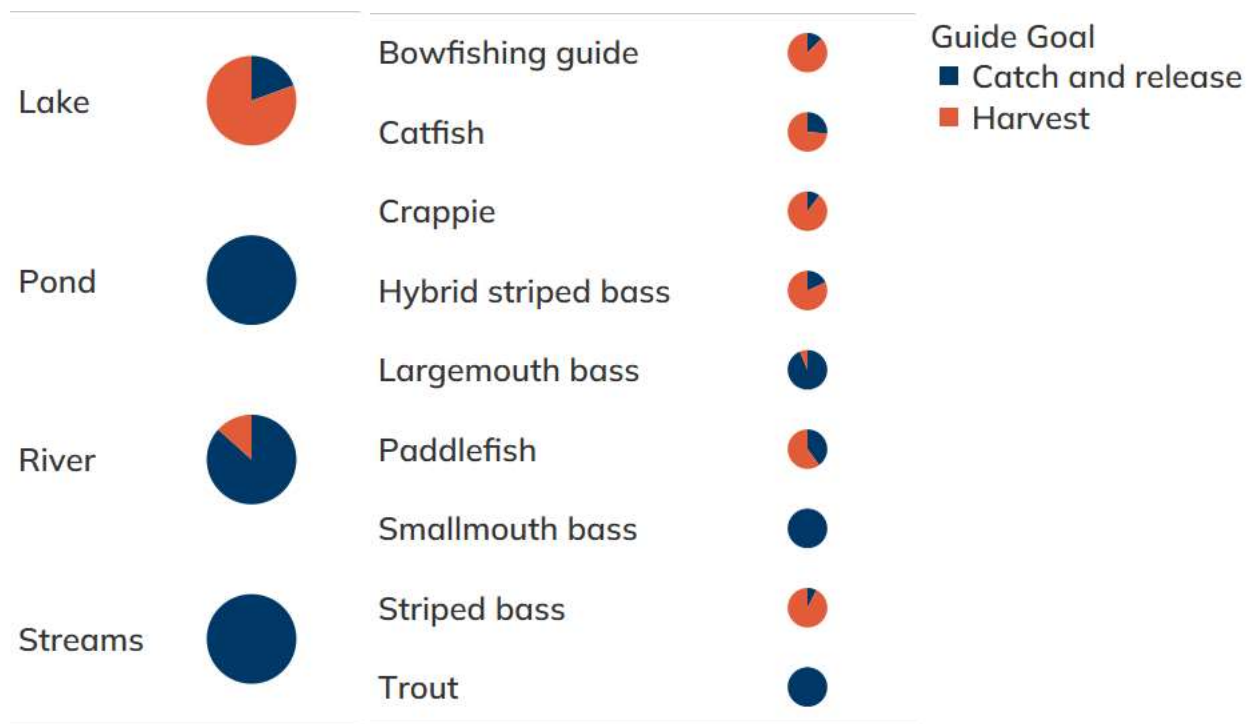 Lake
Pond
River
Streams
Bowfishing guide
Catfish
Crappie
Hybrid striped bass
Largemouth bass
Paddlefish
Smallmouth bass
Striped bass
Trout
Guide Goal
Catch and release
Harvest